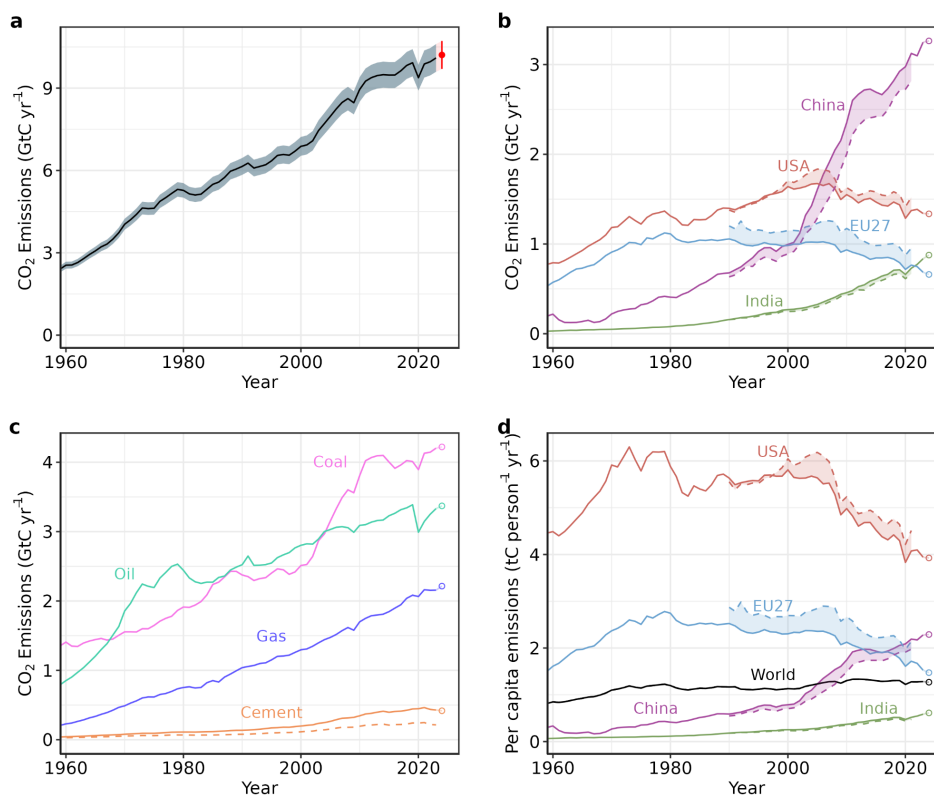 a
CO2 Emissions (GtC yr-1)
9
6
3
0
1960 1980 2000 2020
Year
b
CO2 Emissions (GtC yr-1)
3
2
1
0
China
USA
EU27
India
1960 1980 2000 2020
Year
c
CO2 Emissions (GtC yr-1)
4
3
2
1
0
Coal
Oil
Gas
Cement
1960 1980 2000 2020
Year
d
Per capita emissions (tC person-1 yr-1)
6
4
2
0
USA
EU27
World
China
India
1960 1980 2000 2020
Year